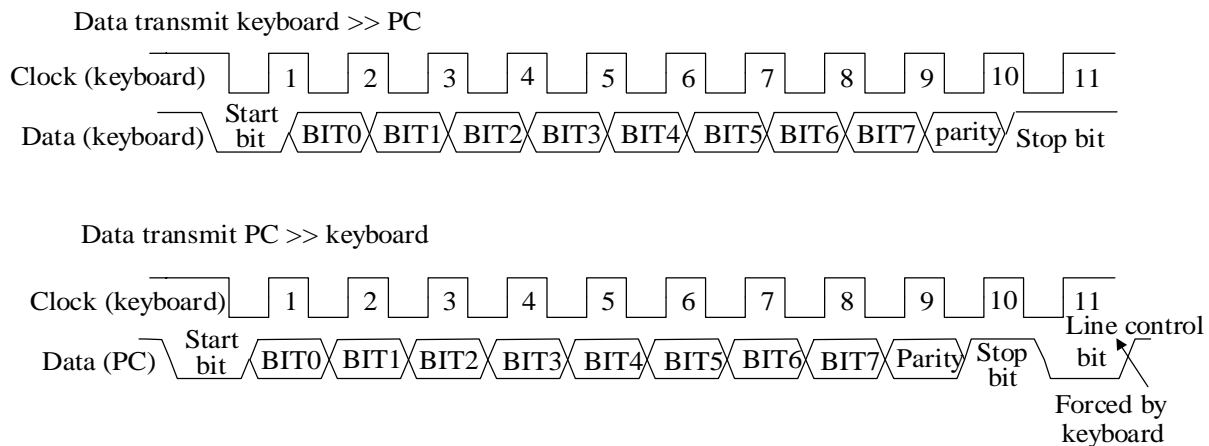 Data transmit keyboard >> PC
Clock (keyboard) 1 2 3 4 5 6 7 8 9 10 11
Data (keyboard) Start bit BIT0 BIT1 BIT2 BIT3 BIT4 BIT5 BIT6 BIT7 parity Stop bit
Data transmit PC >> keyboard
Clock (keyboard) 1 2 3 4 5 6 7 8 9 10 11
Data (PC) Start bit BIT0 BIT1 BIT2 BIT3 BIT4 BIT5 BIT6 BIT7 Parity Stop bit Line control bit
Forced by
keyboard